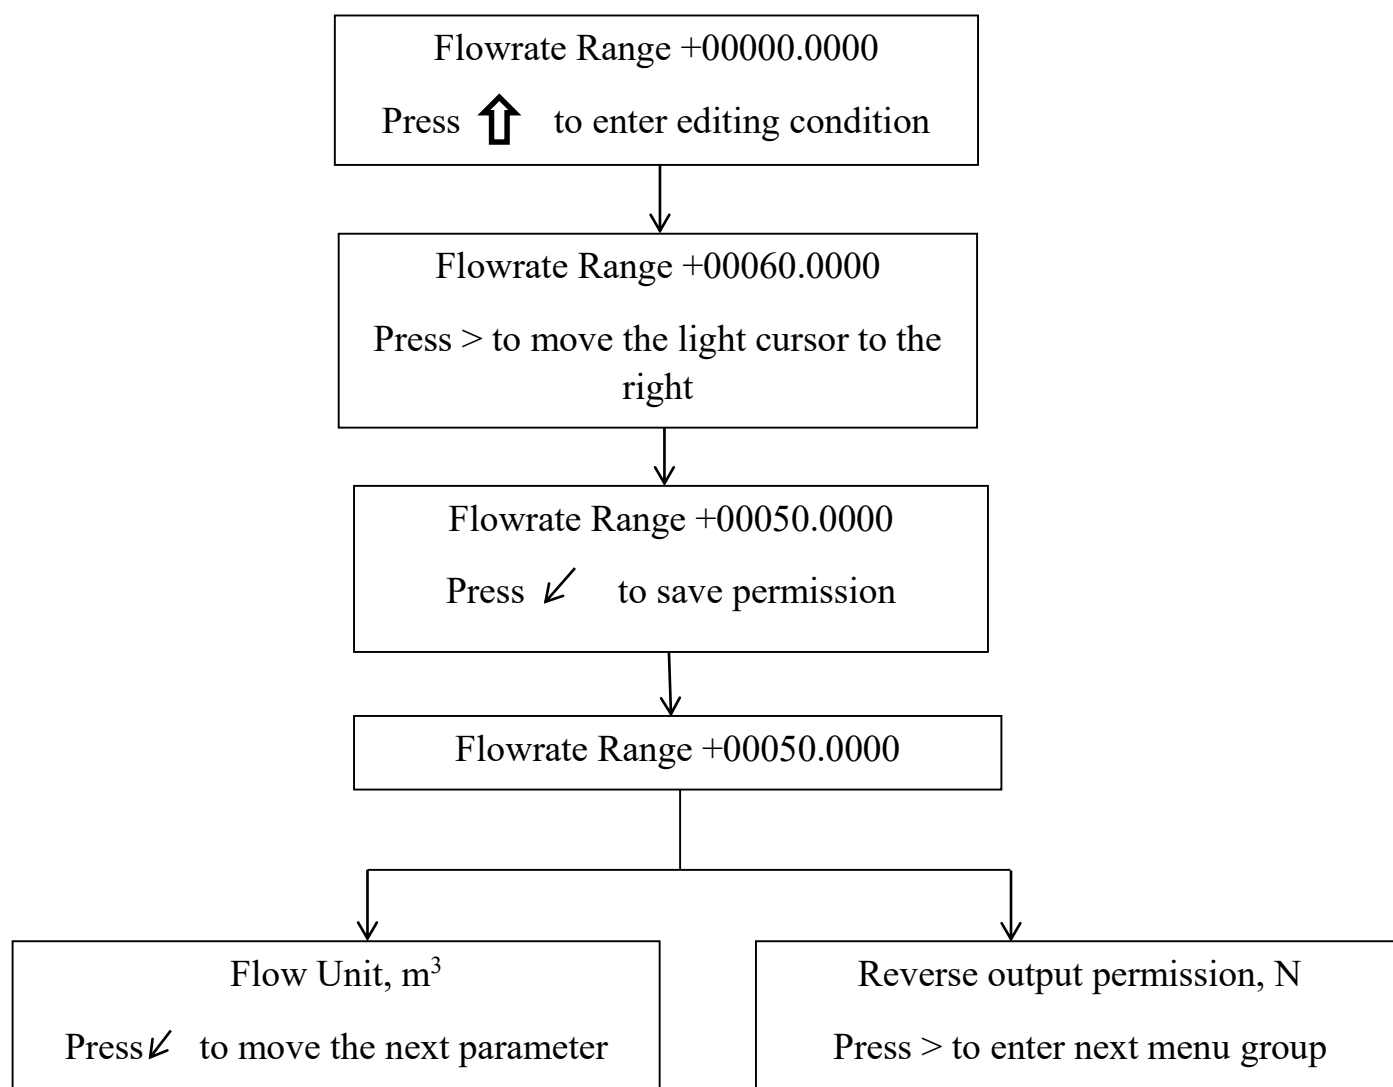 Flowrate Range +00000.0000
Press ⇧ to enter editing condition
Flowrate Range +00060.0000
Press > to move the light cursor to the
right
Flowrate Range +00050.0000
Press ↙ to save permission
Flowrate Range +00050.0000
Flow Unit, m³
Press ↙ to move the next parameter
Reverse output permission, N
Press > to enter next menu group